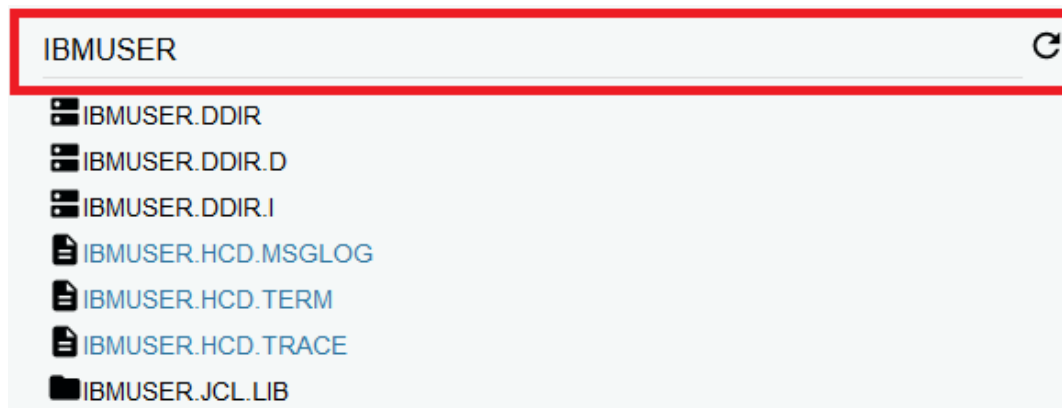 IBMUSER
IBMUSER.DDIR
IBMUSER.DDIR.D
IBMUSER.DDIR.I
IBMUSER.HCD.MSGLOG
IBMUSER.HCD.TERM
IBMUSER.HCD.TRACE
IBMUSER.JCL.LIB